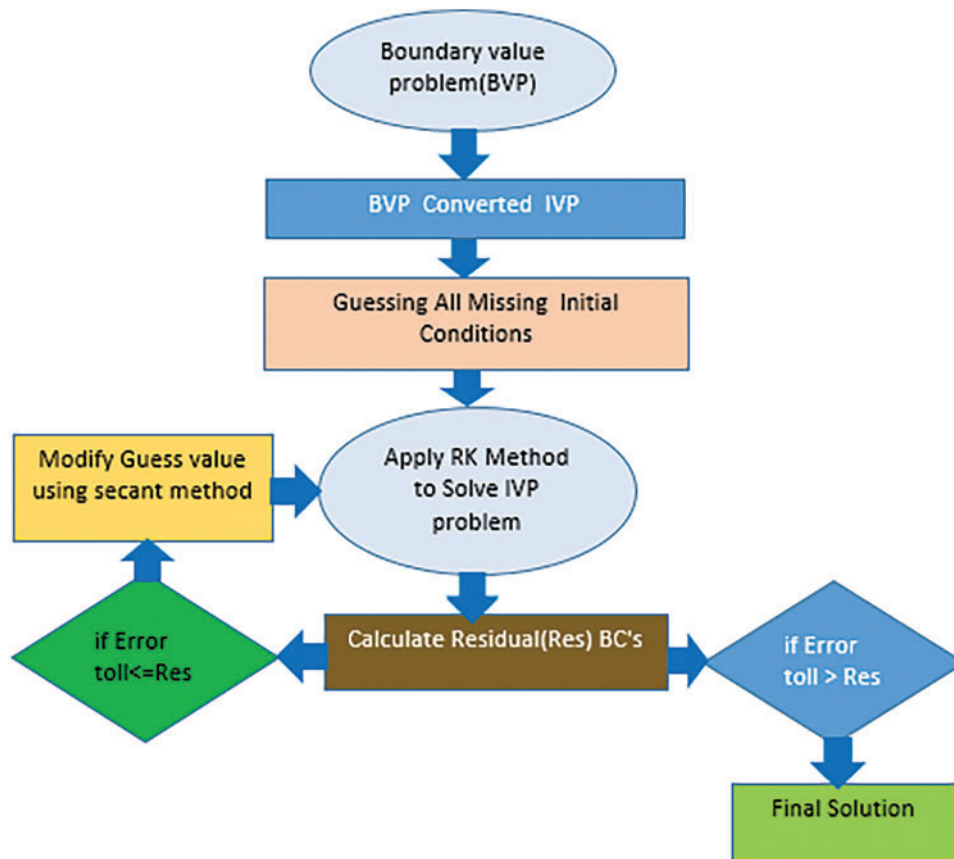 Boundary value
problem(BVP)
BVP Converted IVP
Guessing All Missing Initial
Conditions
Modify Guess value
using secant method
Apply RK Method
to Solve IVP
problem
Calculate Residual(Res) BC's
if Error
toll<=Res
if Error
toll > Res
Final Solution